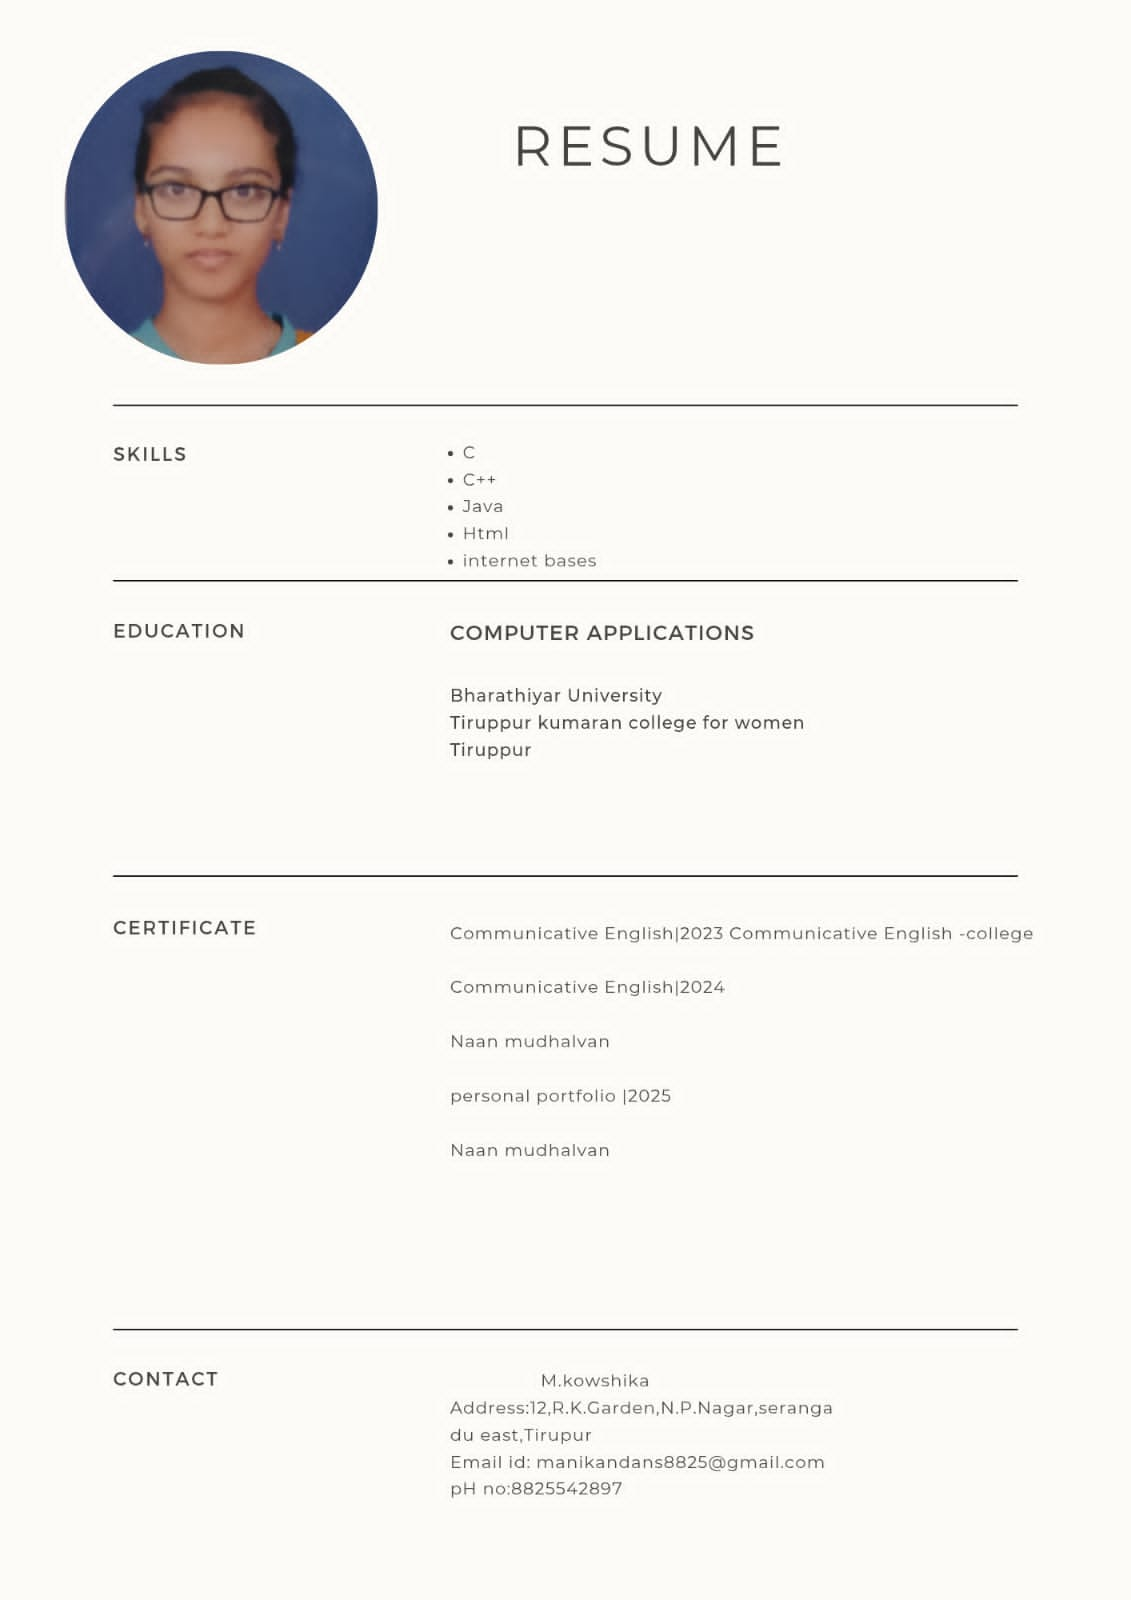 RESUME
SKILLS
• C
• C++
• Java
• Html
• internet bases
EDUCATION
COMPUTER APPLICATIONS
Bharathiyar University
Tiruppur kumaran college for women
Tiruppur
CERTIFICATE
Communicative English|2023 Communicative English -college
Communicative English|2024
Naan mudhalvan
personal portfolio |2025
Naan mudhalvan
CONTACT
M.kowshika
Address:12,R.K.Garden,N.P.Nagar,seranga
du east,Tirupur
Email id: manikandans8825@gmail.com
pH no:8825542897